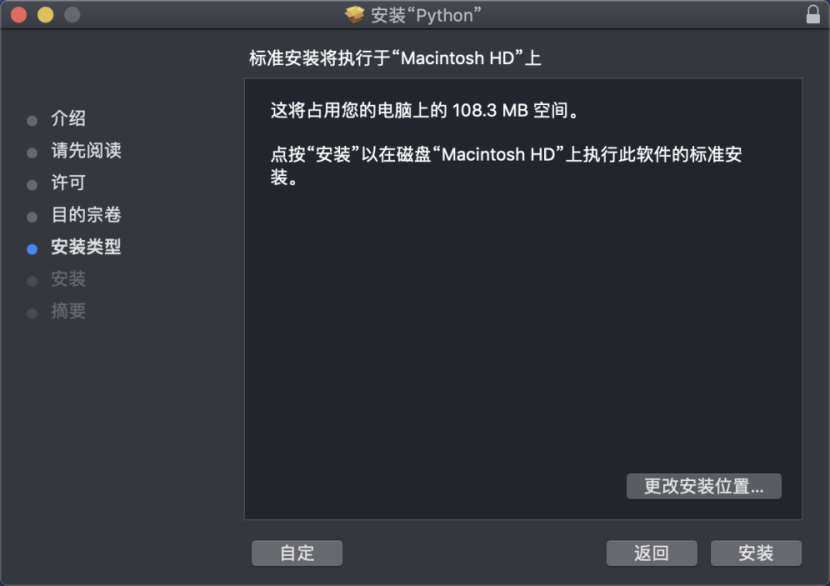 安装“Python”
标准安装将执行于“Macintosh HD”上
介绍
请先阅读
许可
目的宗卷
安装类型
安装
摘要
这将占用您的电脑上的 108.3 MB 空间。
点按“安装”以在磁盘“Macintosh HD”上执行此软件的标准安
装。
更改安装位置...
自定
返回
安装